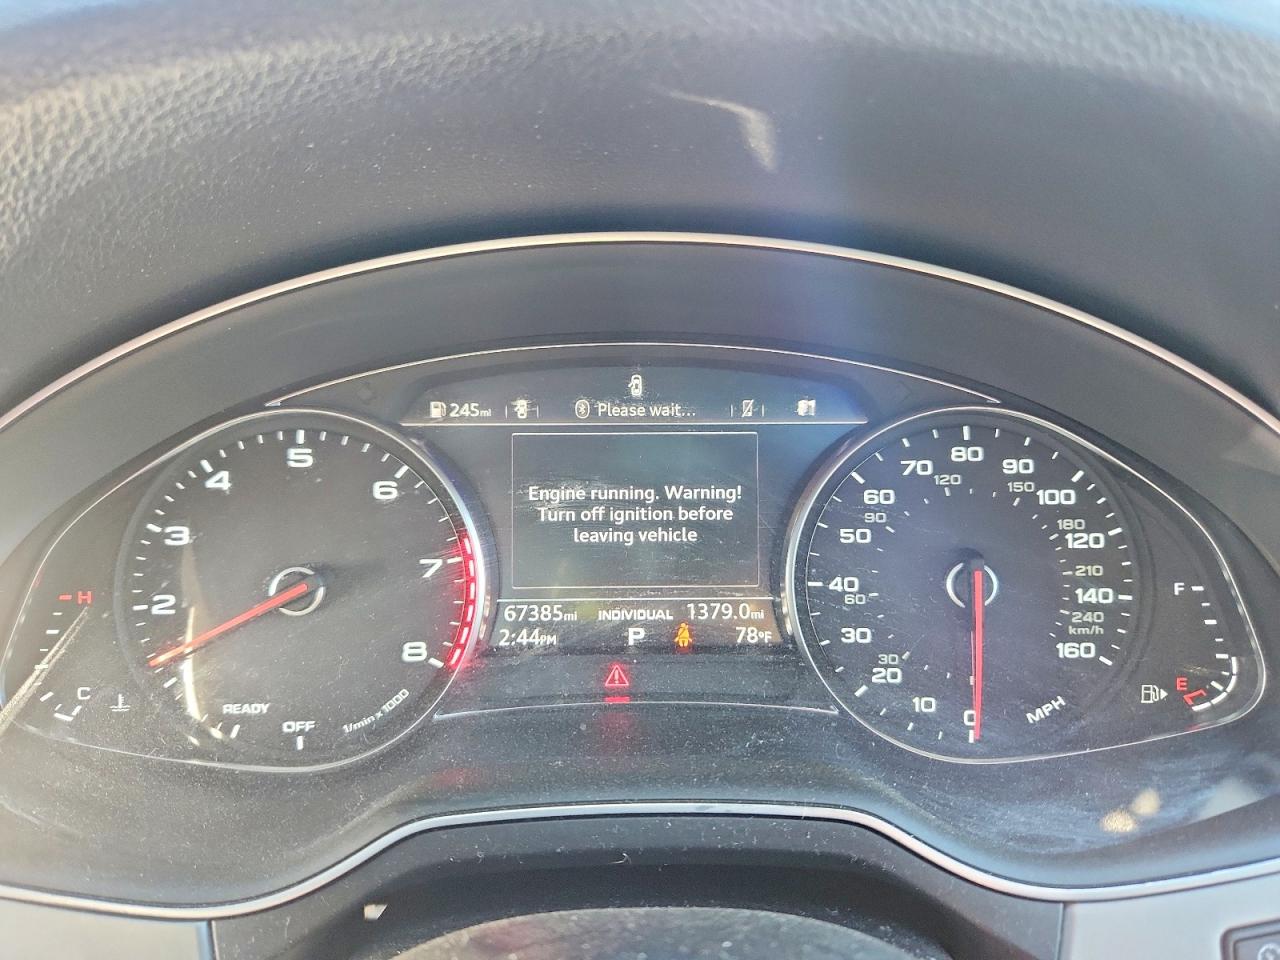 245mi
Please wait...
Engine running. Warning!
Turn off ignition before
leaving vehicle
67385mi INDIVIDUAL 1379.0mi
2:44PM P 78°F
H
C
OFF
READY
2
3
4
5
6
7
8
1/min x 1000
0
10
20
30
40
50
60
70
80
90
100
120
140
160
MPH
30
60
90
120
150
180
210
240
km/h
F
E